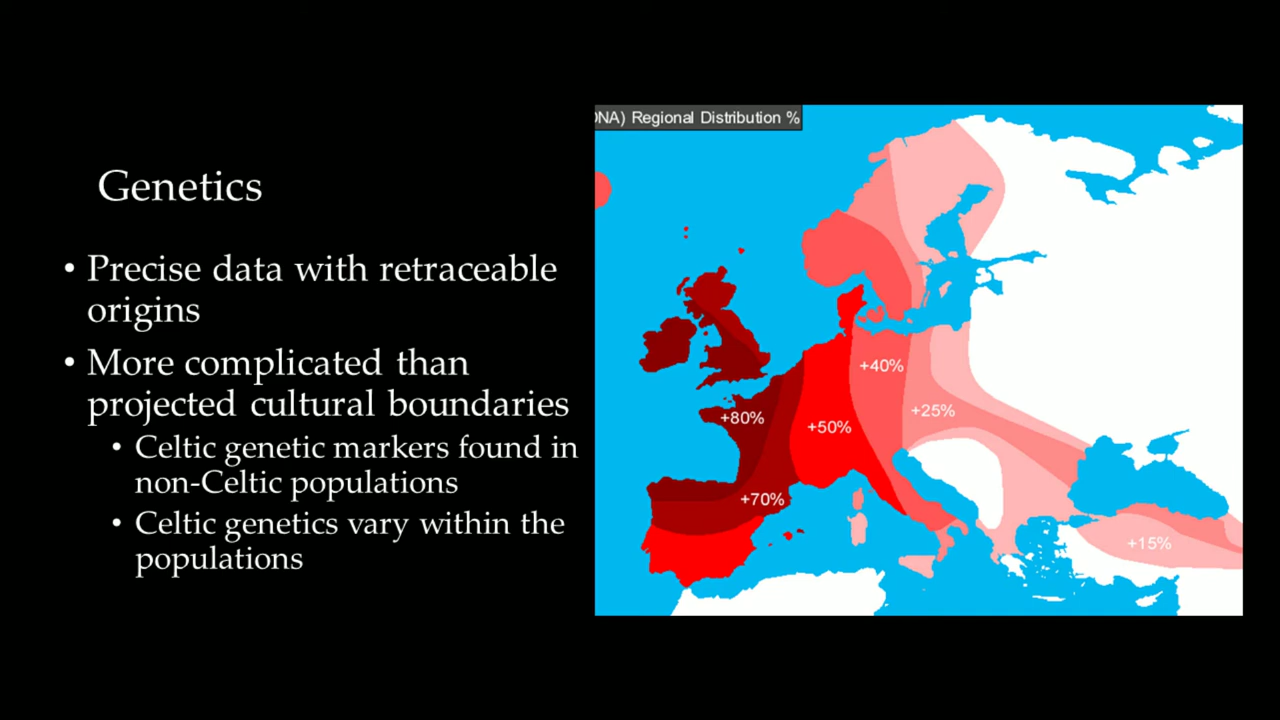 Genetics
• Precise data with retraceable
origins
• More complicated than
projected cultural boundaries
• Celtic genetic markers found in
non-Celtic populations
• Celtic genetics vary within the
populations
DNA) Regional Distribution %
+40%
+25%
+80%
+50%
+70%
+15%